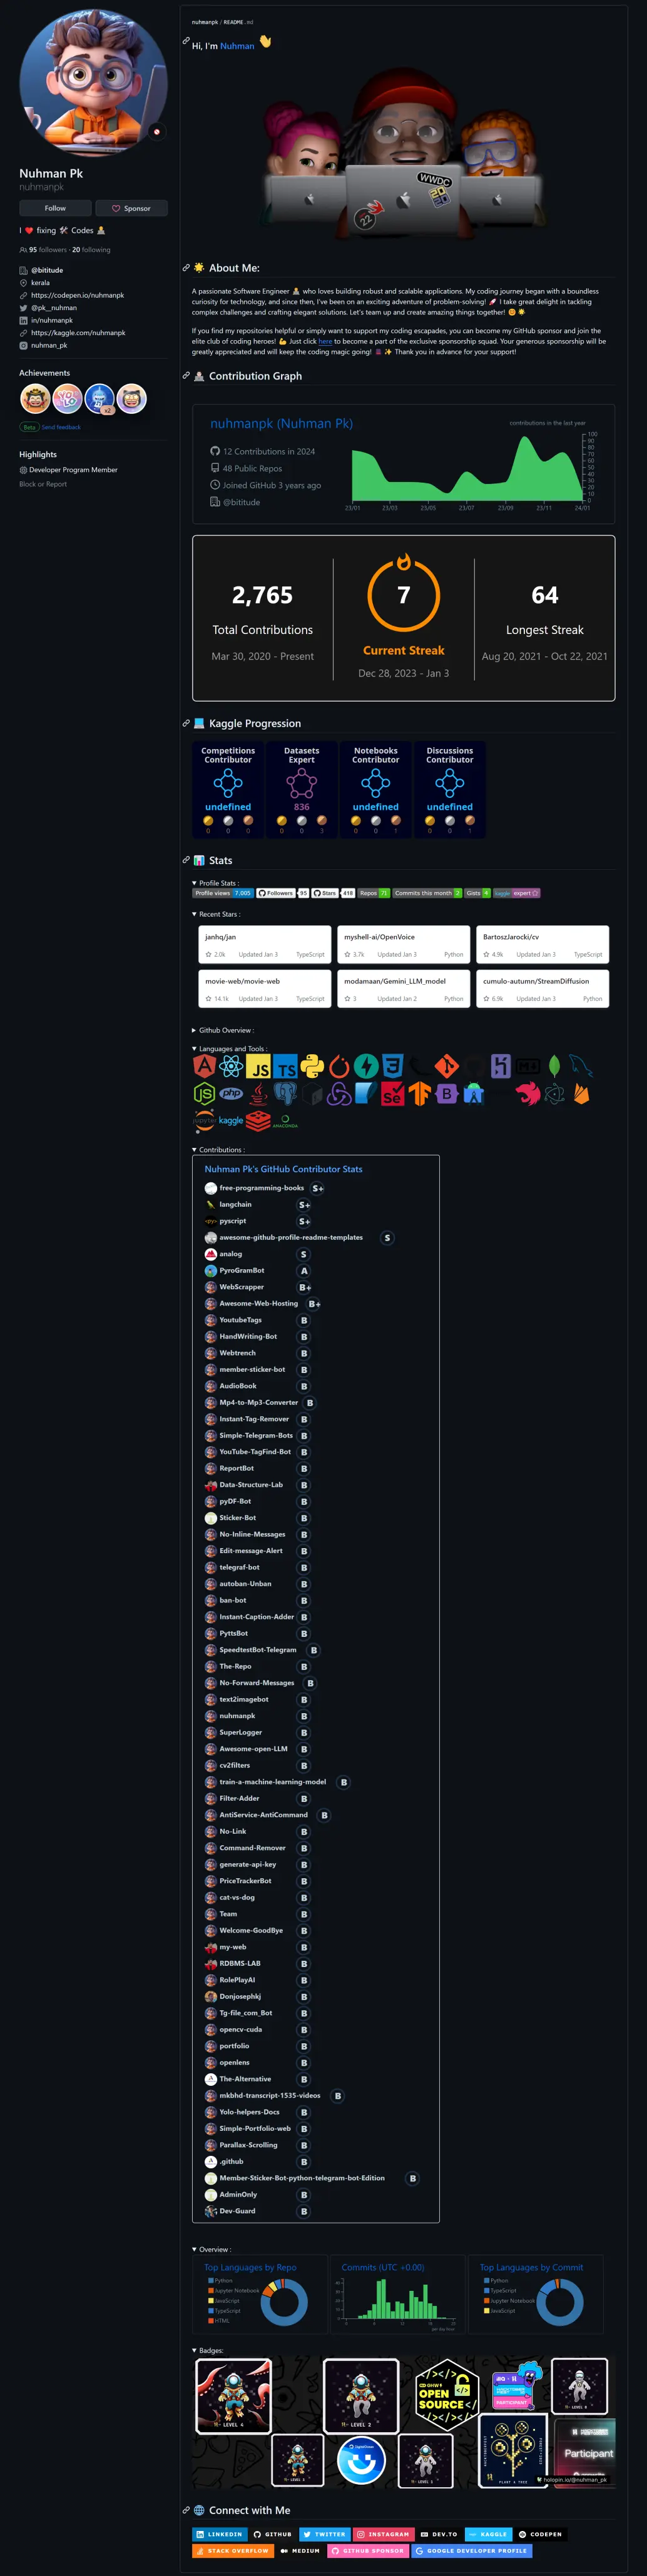 Nuhman Pk
nuhmanpk
Follow
Sponsor
I ❤️ fixing 🛠️ Codes 🧑‍💻
95 followers · 20 following
@bititude
kerala
https://codepen.io/nuhmanpk
@pk__nuhman
in/nuhmanpk
https://kaggle.com/nuhmanpk
nuhman_pk
Achievements
YOLO
x2
Beta Send feedback
Highlights
Developer Program Member
Block or Report
nuhmanpk / README.md
Hi, I'm Nuhman 👋
WWDC
2020
22
🌟 About Me:
A passionate Software Engineer 🧑‍💻 who loves building robust and scalable applications. My coding journey began with a boundless
curiosity for technology, and since then, I've been on an exciting adventure of problem-solving! 🚀 I take great delight in tackling
complex challenges and crafting elegant solutions. Let's team up and create amazing things together! 😊 🌟
If you find my repositories helpful or simply want to support my coding escapades, you can become my GitHub sponsor and join the
elite club of coding heroes! 💪 Just click here to become a part of the exclusive sponsorship squad. Your generous sponsorship will be
greatly appreciated and will keep the coding magic going! 🎩 ✨ Thank you in advance for your support!
Contribution Graph
nuhmanpk (Nuhman Pk)
contributions in the last year
12 Contributions in 2024
48 Public Repos
Joined GitHub 3 years ago
@bititude
100
90
80
70
60
50
40
30
20
10
0
23/01 23/03 23/05 23/07 23/09 23/11 24/01
2,765
Total Contributions
Mar 30, 2020 - Present
7
Current Streak
Dec 28, 2023 - Jan 3
64
Longest Streak
Aug 20, 2021 - Oct 22, 2021
Kaggle Progression
Competitions Contributor
undefined
0 0 0
Datasets Expert
836
0 0 3
Notebooks Contributor
undefined
0 0 1
Discussions Contributor
undefined
0 0 1
📊 Stats
▼ Profile Stats :
Profile views 7,005 Followers 95 Stars 418 Repos 71 Commits this month 2 Gists 4 kaggle expert
▼ Recent Stars :
janhq/jan
2.0k Updated Jan 3 TypeScript
myshell-ai/OpenVoice
3.7k Updated Jan 3 Python
BartoszJarocki/cv
4.9k Updated Jan 3 TypeScript
movie-web/movie-web
14.1k Updated Jan 3 TypeScript
modamaan/Gemini_LLM_model
3 Updated Jan 2 Python
cumulo-autumn/StreamDiffusion
6.9k Updated Jan 3 Python
▶ Github Overview :
▼ Languages and Tools :
JS TS
php Se B
jupyter kaggle ANACONDA
▼ Contributions :
Nuhman Pk's GitHub Contributor Stats
free-programming-books S+
langchain S+
pyscript S+
awesome-github-profile-readme-templates S
analog S
PyroGramBot A
WebScrapper B+
Awesome-Web-Hosting B+
YoutubeTags B
HandWriting-Bot B
Webtrench B
member-sticker-bot B
AudioBook B
Mp4-to-Mp3-Converter B
Instant-Tag-Remover B
Simple-Telegram-Bots B
YouTube-TagFind-Bot B
ReportBot B
Data-Structure-Lab B
pyDF-Bot B
Sticker-Bot B
No-Inline-Messages B
Edit-message-Alert B
telegraf-bot B
autoban-Unban B
ban-bot B
Instant-Caption-Adder B
PyttsBot B
SpeedtestBot-Telegram B
The-Repo B
No-Forward-Messages B
text2imagebot B
nuhmanpk B
SuperLogger B
Awesome-open-LLM B
cv2filters B
train-a-machine-learning-model B
Filter-Adder B
AntiService-AntiCommand B
No-Link B
Command-Remover B
generate-api-key B
PriceTrackerBot B
cat-vs-dog B
Team B
Welcome-GoodBye B
my-web B
RDBMS-LAB B
RolePlayAI B
Donjosephkj B
Tg-file_com_Bot B
opencv-cuda B
portfolio B
openlens B
The-Alternative B
mkbhd-transcript-1535-videos B
Yolo-helpers-Docs B
Simple-Portfolio-web B
Parallax-Scrolling B
.github B
Member-Sticker-Bot-python-telegram-bot-Edition B
AdminOnly B
Dev-Guard B
▼ Overview :
Top Languages by Repo
Python
Jupyter Notebook
JavaScript
TypeScript
HTML
Commits (UTC +0.00)
per day hour
Top Languages by Commit
Python
TypeScript
Jupyter Notebook
JavaScript
▼ Badges:
LEVEL 4
LEVEL 2
GHW
OPEN
SOURCE
PARTICIPANT
PLANT A TREE
DigitalOcean
Participant
holopin.io/@nuhman_pk
🌐 Connect with Me
LINKEDIN GITHUB TWITTER INSTAGRAM DEV.TO KAGGLE CODEPEN
STACK OVERFLOW MEDIUM GITHUB SPONSOR GOOGLE DEVELOPER PROFILE